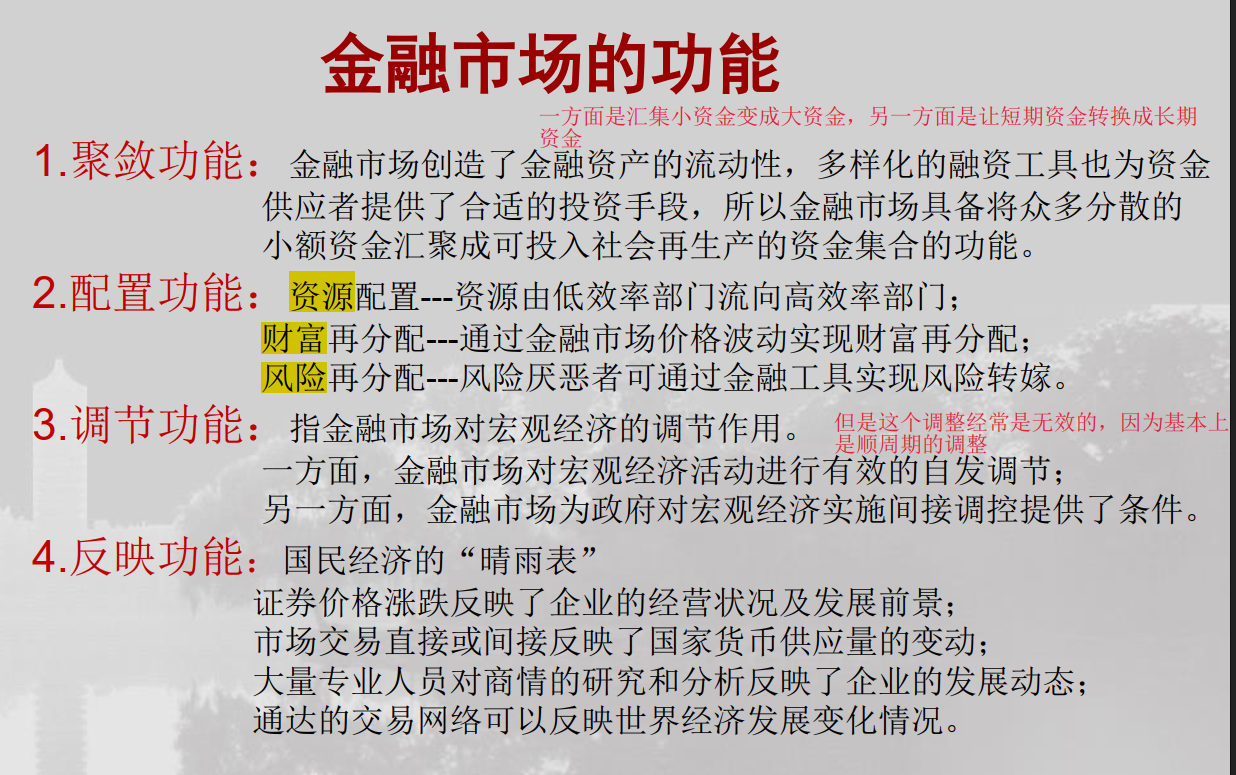 金融市场的功能
一方面是汇集小资金变成大资金，另一方面是让短期资金转换成长期
资金
1.聚敛功能：金融市场创造了金融资产的流动性，多样化的融资工具也为资金
供应者提供了合适的投资手段，所以金融市场具备将众多分散的
小额资金汇聚成可投入社会再生产的资金集合的功能。
2.配置功能：资源配置---资源由低效率部门流向高效率部门；
财富再分配---通过金融市场价格波动实现财富再分配；
风险再分配---风险厌恶者可通过金融工具实现风险转嫁。
3.调节功能：指金融市场对宏观经济的调节作用。
但是这个调整经常是无效的，因为基本上
是顺周期的调整
一方面，金融市场对宏观经济活动进行有效的自发调节；
另一方面，金融市场为政府对宏观经济实施间接调控提供了条件。
4.反映功能：国民经济的“晴雨表”
证券价格涨跌反映了企业的经营状况及发展前景；
市场交易直接或间接反映了国家货币供应量的变动；
大量专业人员对商情的研究和分析反映了企业的发展动态；
通达的交易网络可以反映世界经济发展变化情况。